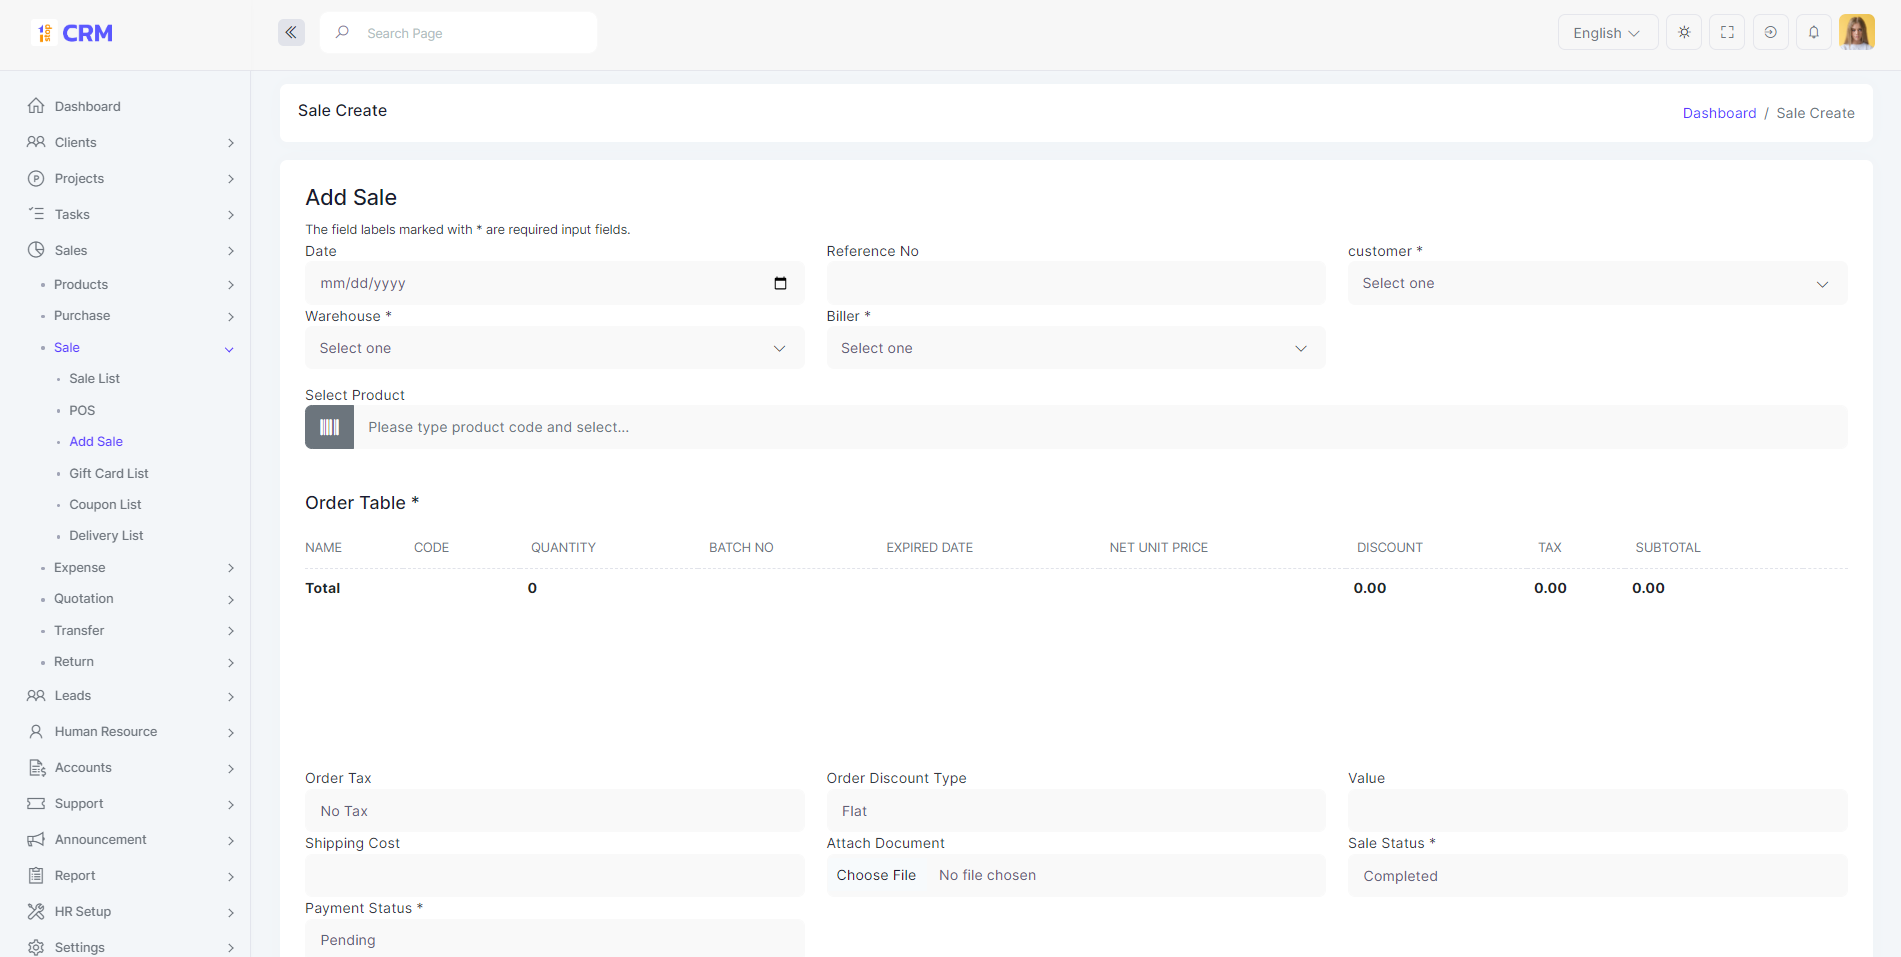 1 stop CRM
Search Page
English
Dashboard
Clients
Projects
Tasks
Sales
Products
Purchase
Sale
Sale List
POS
Add Sale
Gift Card List
Coupon List
Delivery List
Expense
Quotation
Transfer
Return
Leads
Human Resource
Accounts
Support
Announcement
Report
HR Setup
Settings
Sale Create
Dashboard / Sale Create
Add Sale
The field labels marked with * are required input fields.
Date Reference No customer *
mm/dd/yyyy Select one
Warehouse * Biller *
Select one Select one
Select Product
Please type product code and select...
Order Table *
NAME CODE QUANTITY BATCH NO EXPIRED DATE NET UNIT PRICE DISCOUNT TAX SUBTOTAL
Total 0 0.00 0.00 0.00
Order Tax Order Discount Type Value
No Tax Flat
Shipping Cost Attach Document Sale Status *
Choose File No file chosen Completed
Payment Status *
Pending